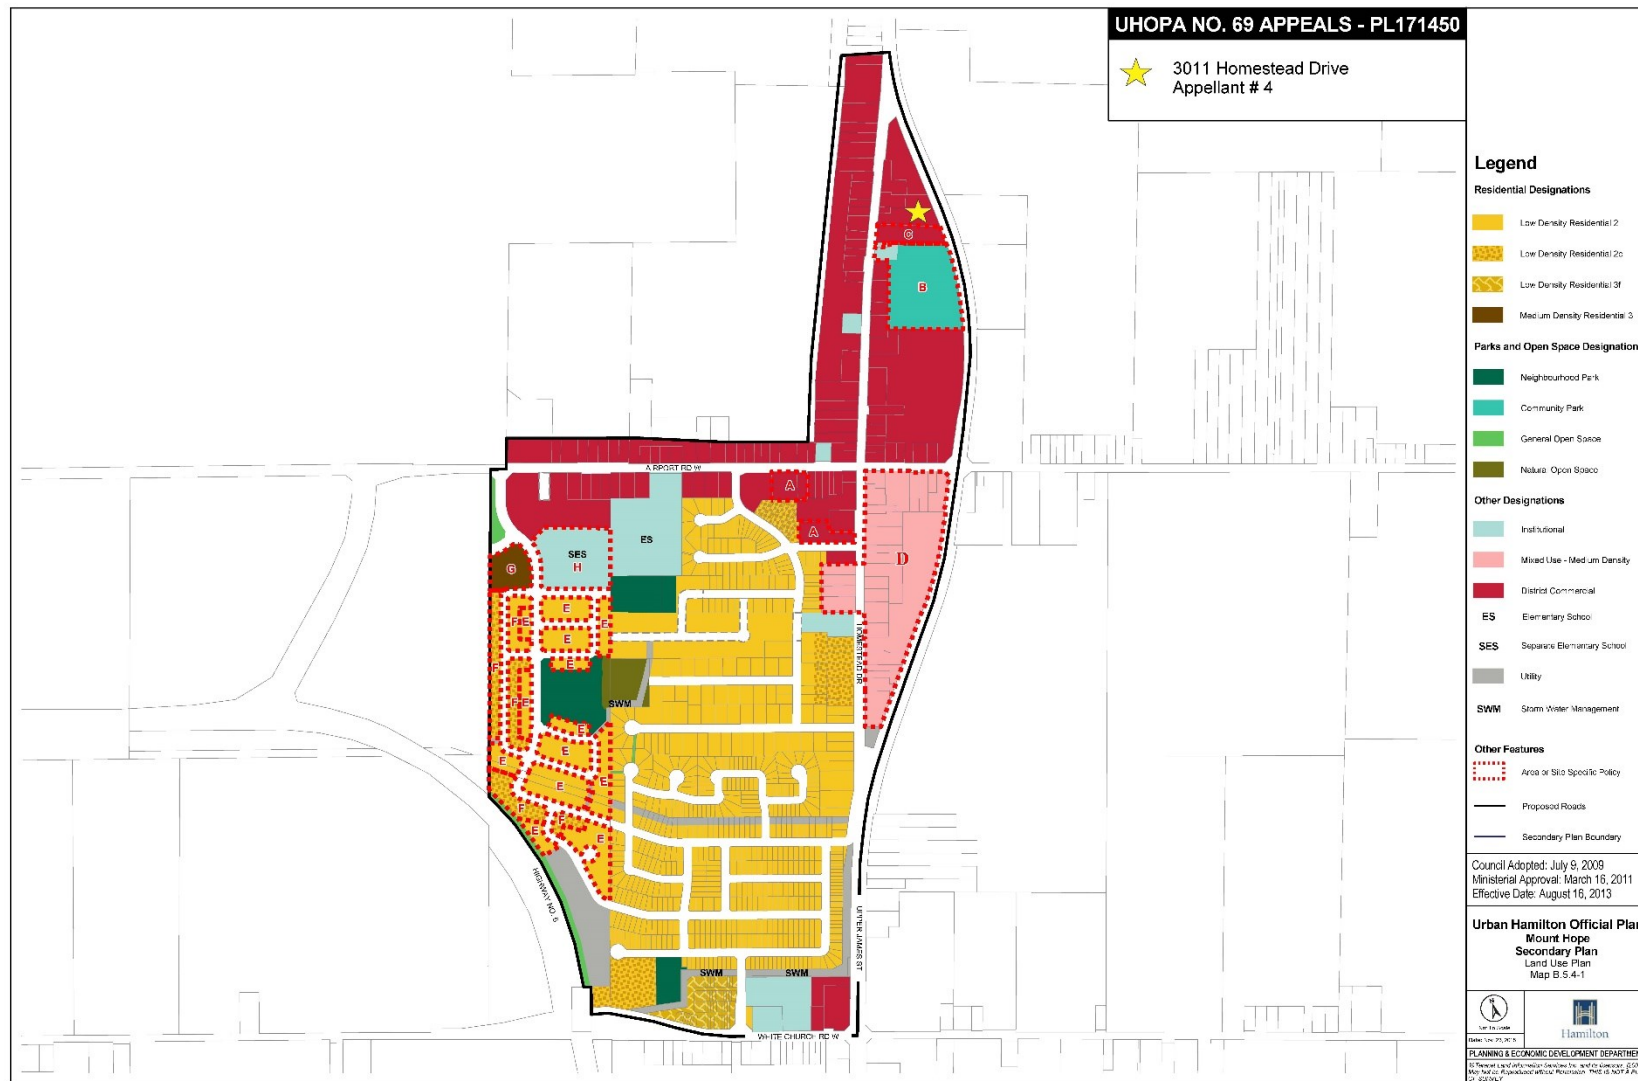 UHOPA NO. 69 APPEALS - PL171450
3011 Homestead Drive
Appellant # 4
Legend
Residential Designations
Low Density Residential 2
Low Density Residential 2c
Low Density Residential 3f
Medium Density Residential 3
Parks and Open Space Designation
Neighbourhood Park
Community Park
General Open Space
Natural Open Space
Other Designations
Institutional
Mixed Use - Medium Density
District Commercial
ES Elementary School
SES Separate Elementary School
Utility
SWM Storm Water Management
Other Features
Area or Site Specific Policy
Proposed Roads
Secondary Plan Boundary
Council Adopted: July 9, 2009
Ministerial Approval: March 16, 2011
Effective Date: August 16, 2013
Urban Hamilton Official Plan
Mount Hope
Secondary Plan
Land Use Plan
Map B.5.4-1
N
Not To Scale
Hamilton
PLANNING & ECONOMIC DEVELOPMENT DEPARTMEN
C
B
AIRPORT RD W
A
A
D
ES
SES
H
G
E
F E
E
E
E
F
F E
SWM
E
E
E
E
E
F
F
E
E
HOMESTEAD DR
HIGHWAY NO. 6
UPPER JAMES ST
SWM
SWM
WHITE CHURCH RD W